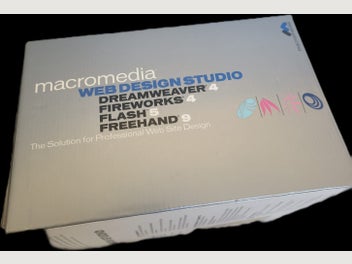 macromedia
WEB DESIGN STUDIO
DREAMWEAVER 4
FIREWORKS 4
FLASH 5
FREEHAND 9
The Solution for Professional Web Site Design